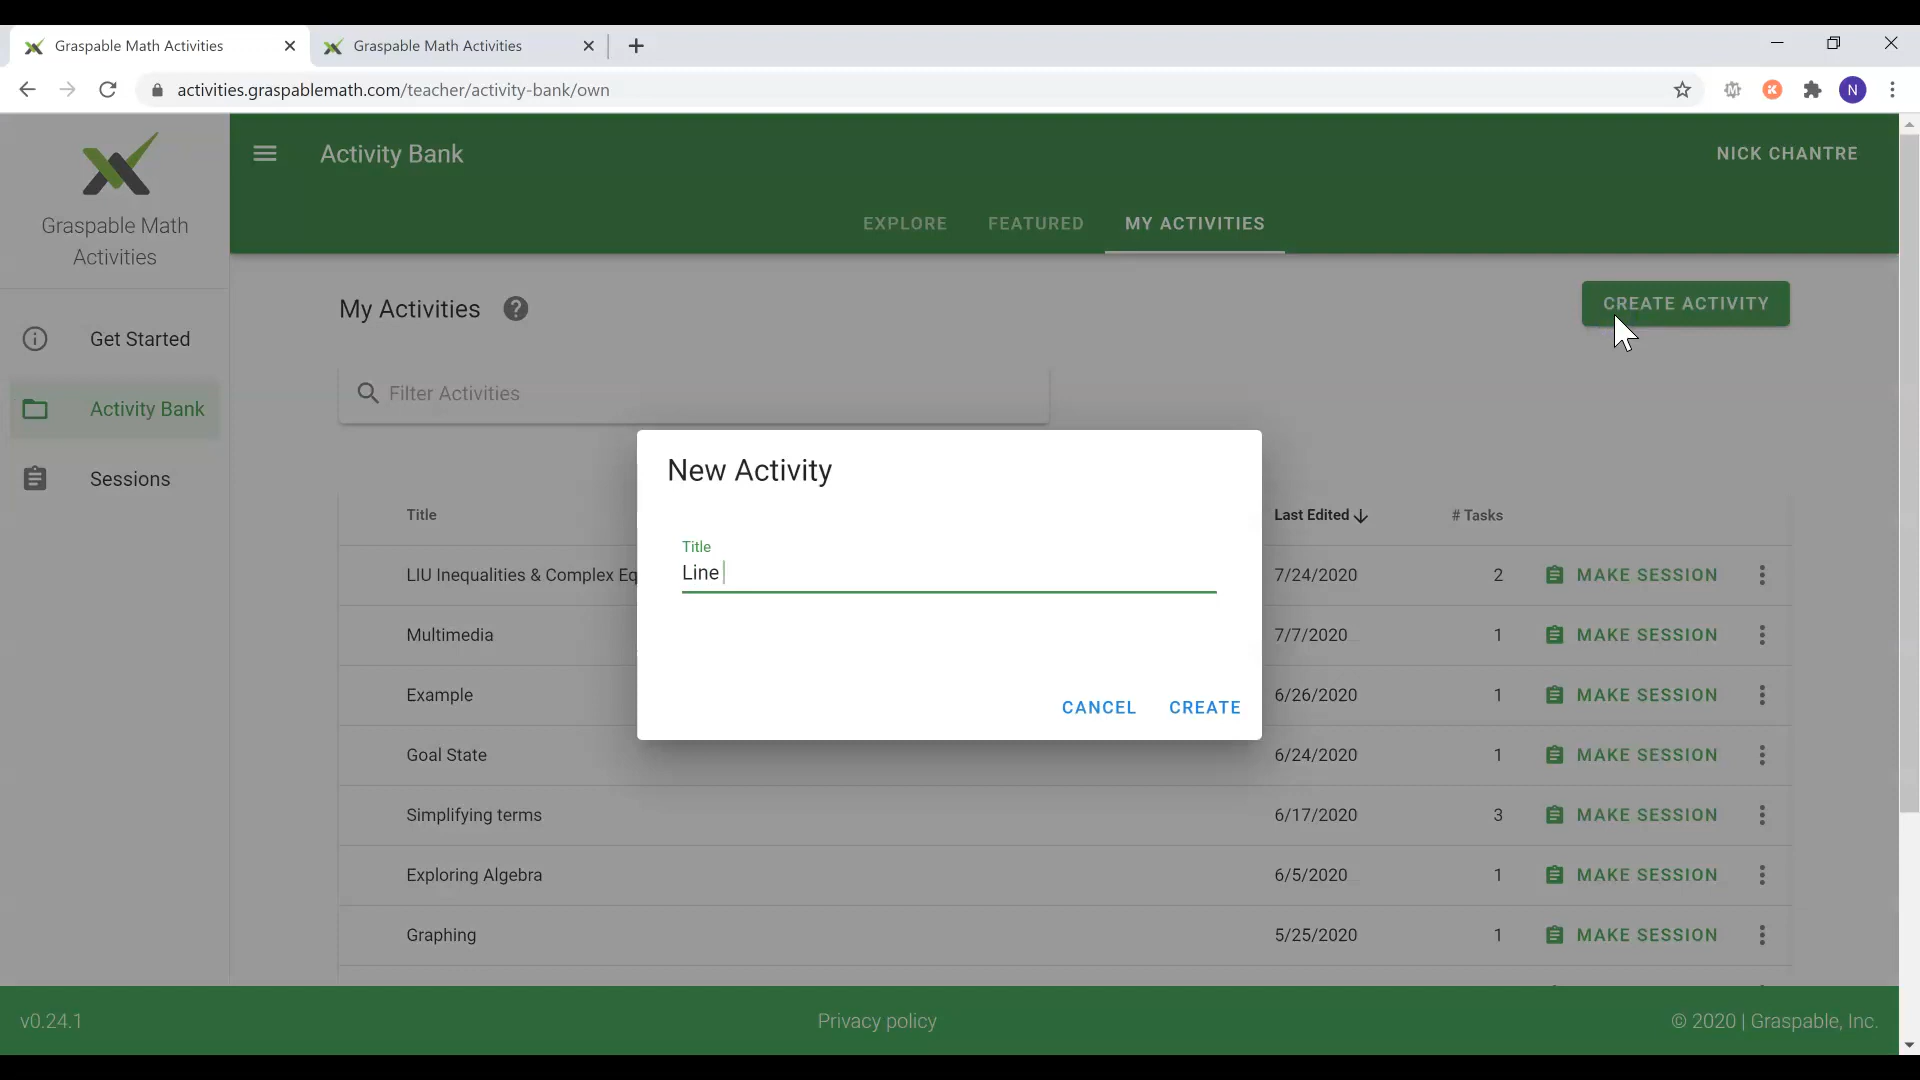 Graspable Math Activities
Graspable Math Activities
activities.graspablemath.com/teacher/activity-bank/own
N
Graspable Math
Activities
Activity Bank
NICK CHANTRE
EXPLORE FEATURED MY ACTIVITIES
Get Started
Activity Bank
Sessions
My Activities ?
CREATE ACTIVITY
Filter Activities
New Activity
Title
Line
CANCEL CREATE
Title Last Edited # Tasks
LIU Inequalities & Complex Eq 7/24/2020 2 MAKE SESSION
Multimedia 7/7/2020 1 MAKE SESSION
Example 6/26/2020 1 MAKE SESSION
Goal State 6/24/2020 1 MAKE SESSION
Simplifying terms 6/17/2020 3 MAKE SESSION
Exploring Algebra 6/5/2020 1 MAKE SESSION
Graphing 5/25/2020 1 MAKE SESSION
v0.24.1 Privacy policy © 2020 | Graspable, Inc.